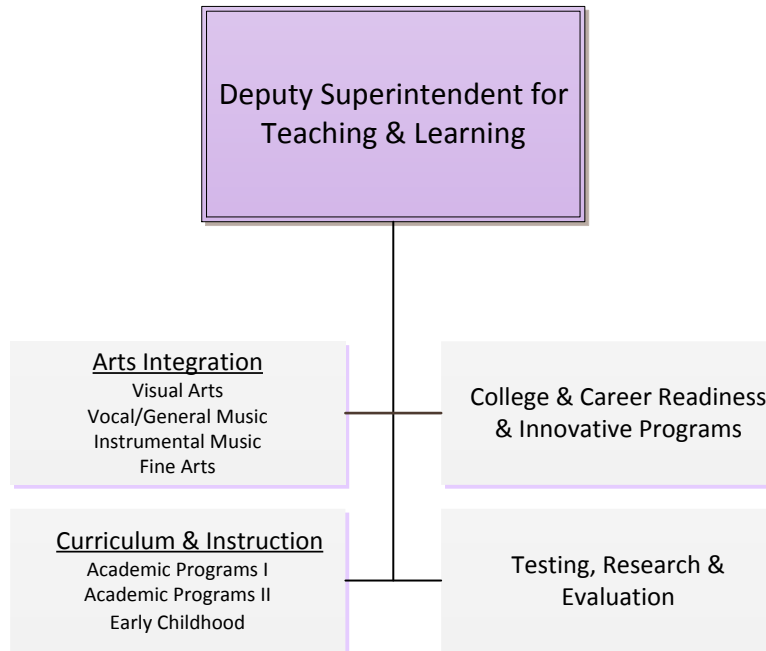 Deputy Superintendent for
Teaching & Learning
Arts Integration
Visual Arts
Vocal/General Music
Instrumental Music
Fine Arts
College & Career Readiness
& Innovative Programs
Curriculum & Instruction
Academic Programs I
Academic Programs II
Early Childhood
Testing, Research &
Evaluation